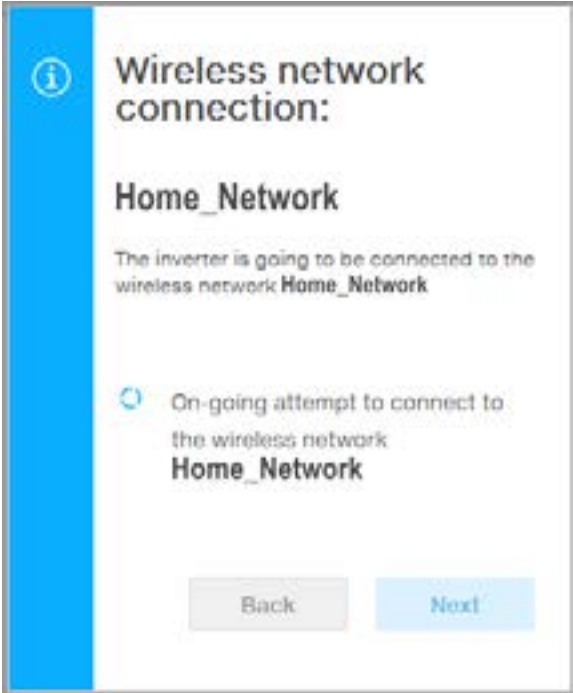 Wireless network
connection:
Home_Network
The inverter is going to be connected to the
wireless network Home_Network
On-going attempt to connect to
the wireless network
Home_Network
Back
Next